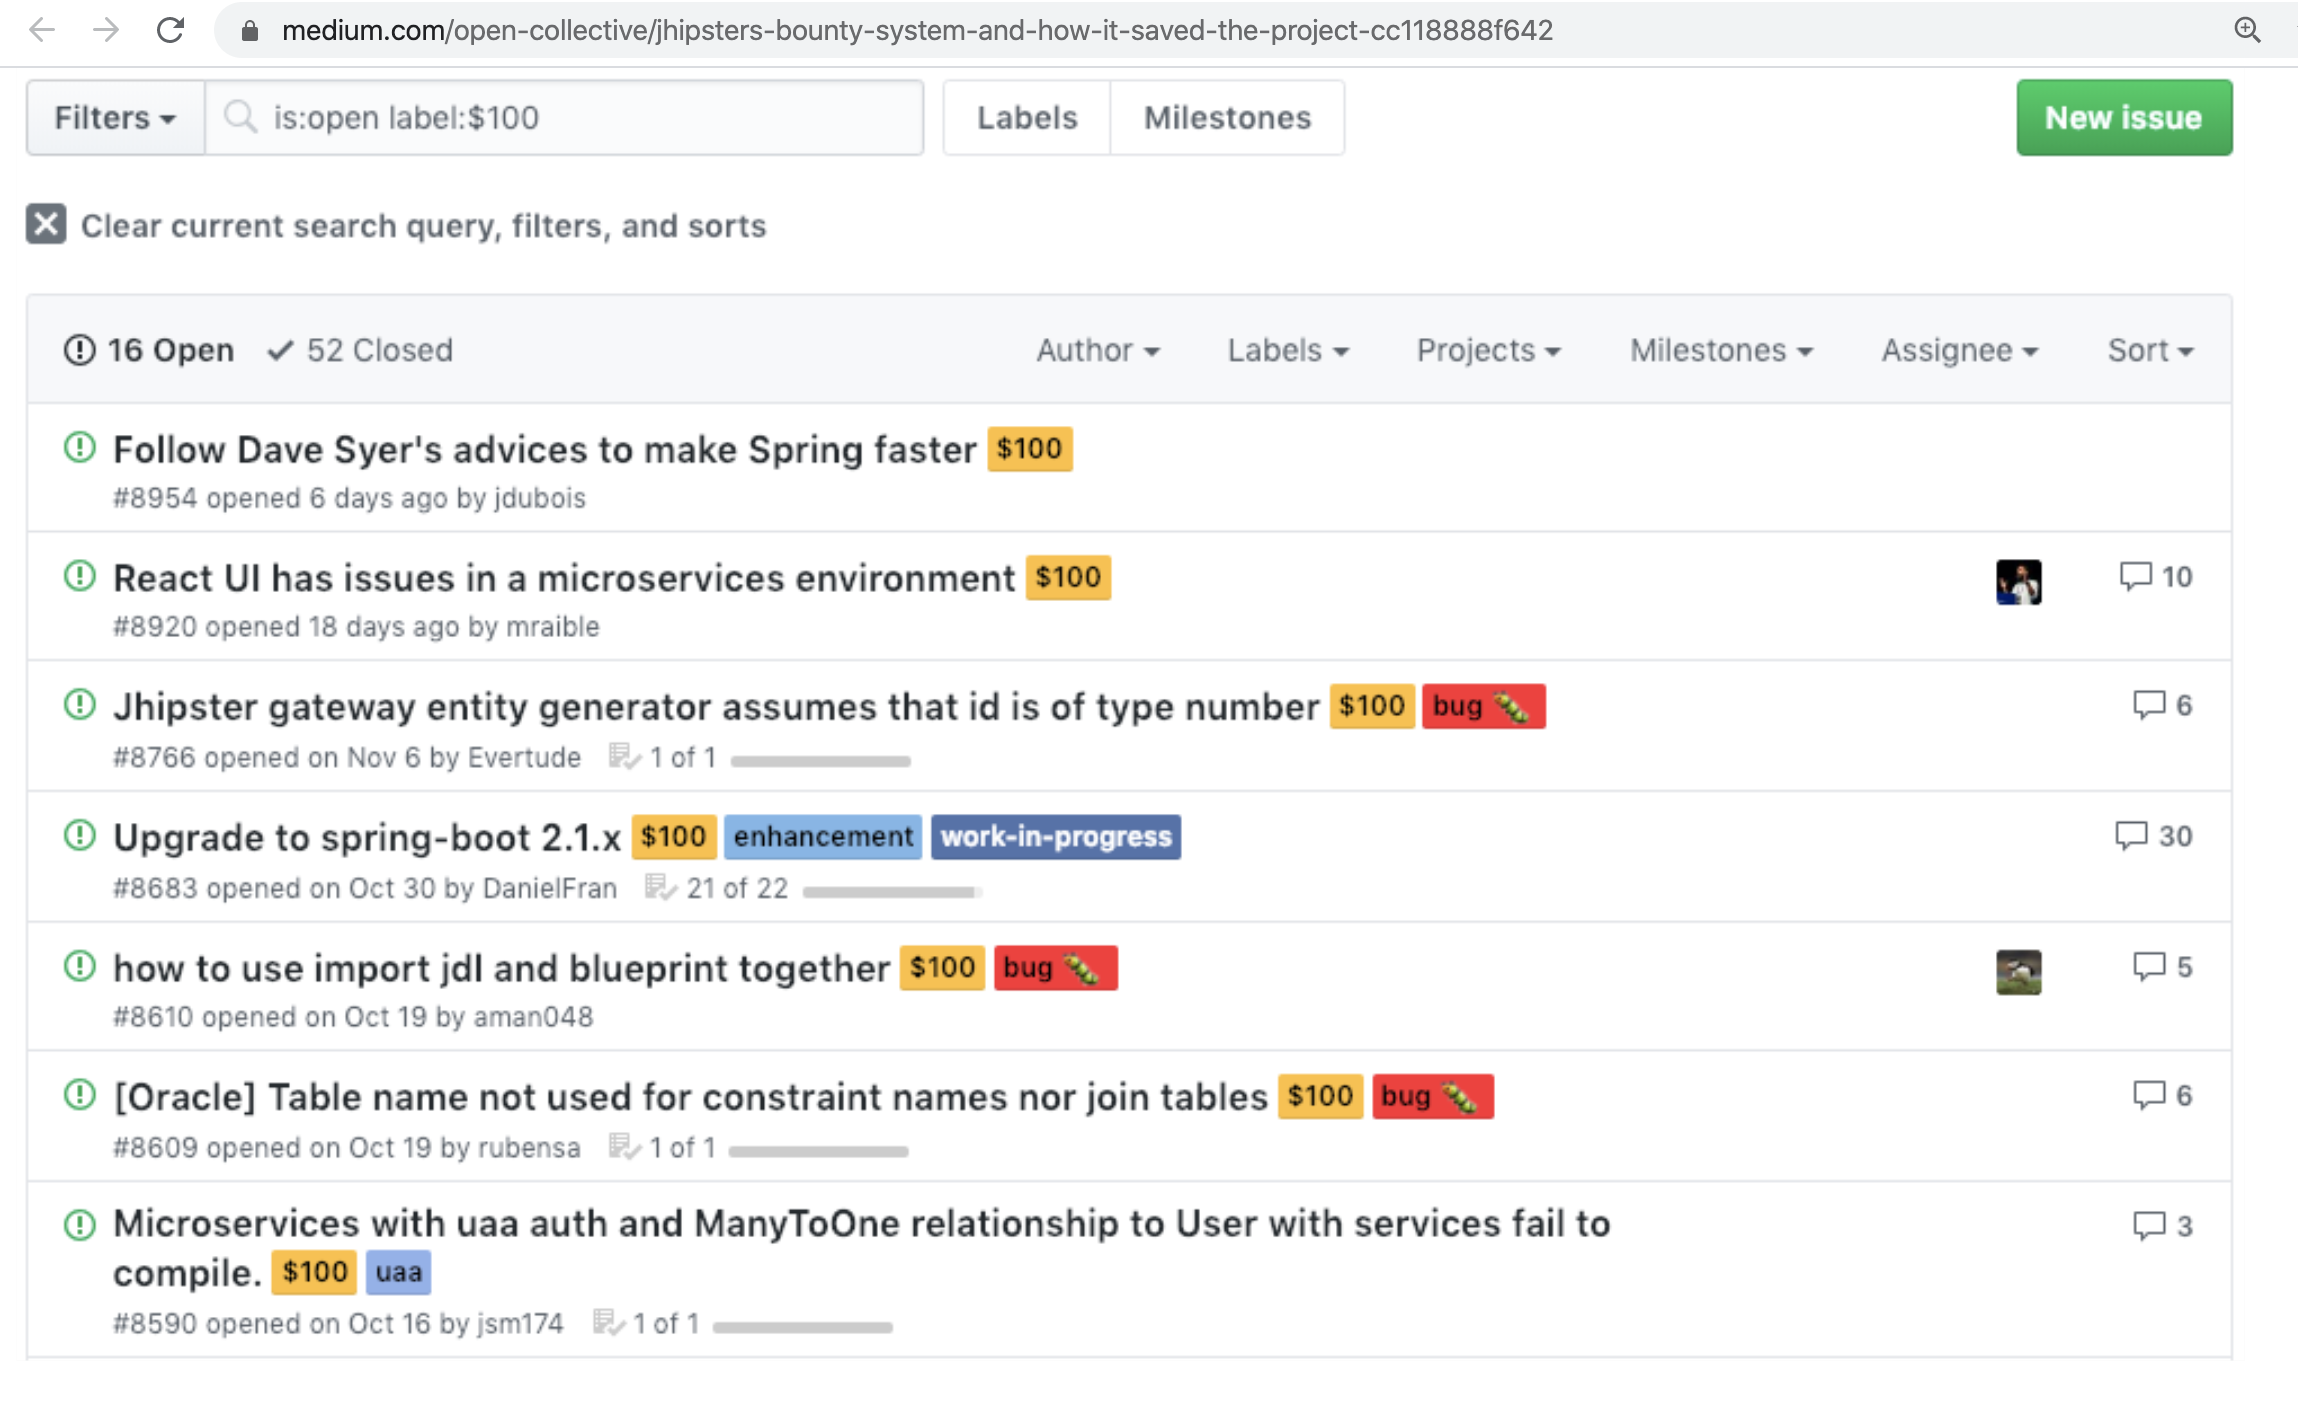 medium.com/open-collective/jhipsters-bounty-system-and-how-it-saved-the-project-cc118888f642
Filters is:open label:$100 Labels Milestones New issue
Clear current search query, filters, and sorts
16 Open 52 Closed Author Labels Projects Milestones Assignee Sort
Follow Dave Syer's advices to make Spring faster $100
#8954 opened 6 days ago by jdubois
React UI has issues in a microservices environment $100 10
#8920 opened 18 days ago by mraible
Jhipster gateway entity generator assumes that id is of type number $100 bug 6
#8766 opened on Nov 6 by Evertude 1 of 1
Upgrade to spring-boot 2.1.x $100 enhancement work-in-progress 30
#8683 opened on Oct 30 by DanielFran 21 of 22
how to use import jdl and blueprint together $100 bug 5
#8610 opened on Oct 19 by aman048
[Oracle] Table name not used for constraint names nor join tables $100 bug 6
#8609 opened on Oct 19 by rubensa 1 of 1
Microservices with uaa auth and ManyToOne relationship to User with services fail to 3
compile. $100 uaa
#8590 opened on Oct 16 by jsm174 1 of 1